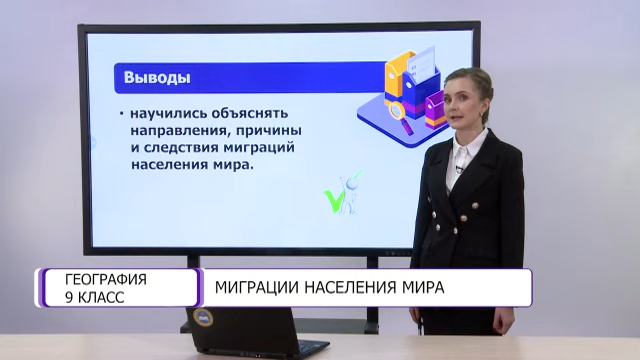 Выводы
• научились объяснять
направления, причины
и следствия миграций
населения мира.
ГЕОГРАФИЯ
9 КЛАСС
МИГРАЦИИ НАСЕЛЕНИЯ МИРА